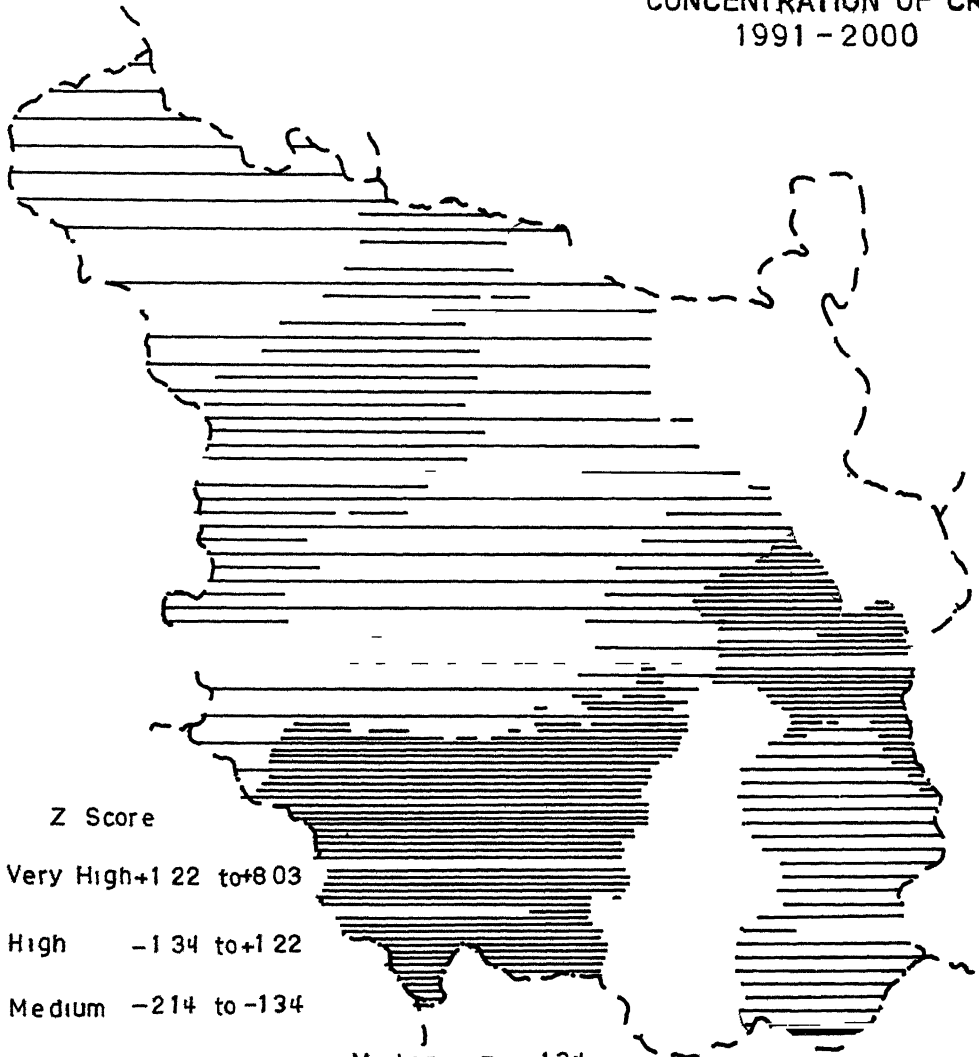 CONCENTRATION OF CR
1991-2000
Z Score
Very High +1 22 to +8 03
High -1 34 to +1 22
Medium -2 14 to -1 34